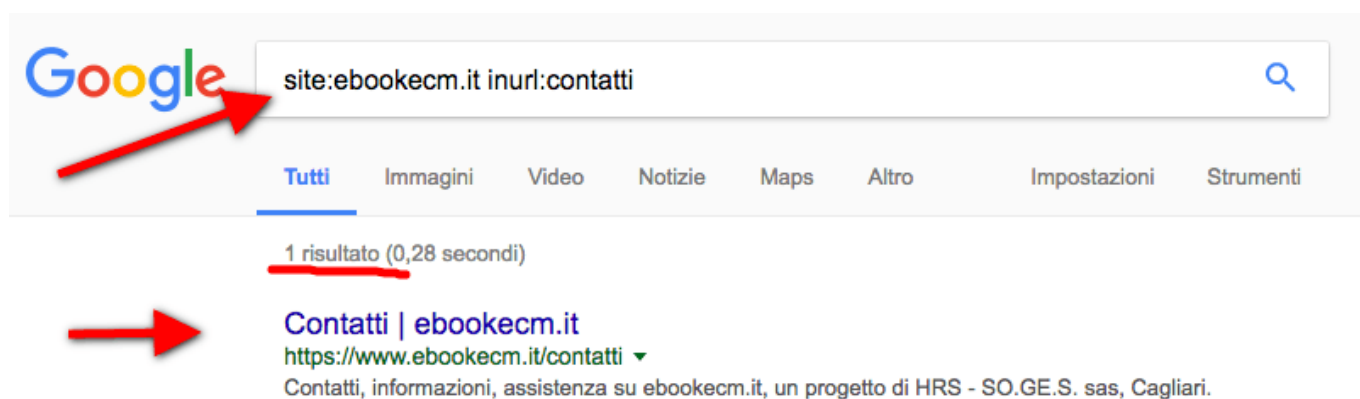 Google
site:ebookecm.it inurl:contatti
Tutti Immagini Video Notizie Maps Altro Impostazioni Strumenti
1 risultato (0,28 secondi)
Contatti | ebookecm.it
https://www.ebookecm.it/contatti
Contatti, informazioni, assistenza su ebookecm.it, un progetto di HRS - SO.GE.S. sas, Cagliari.